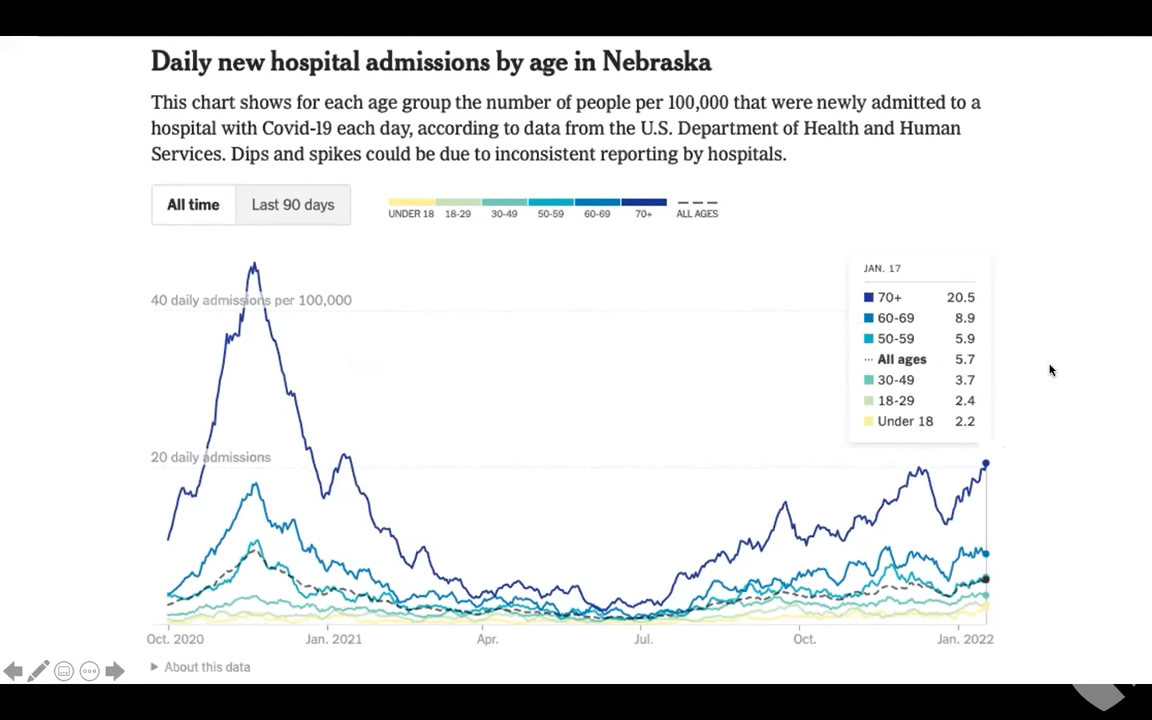 Daily new hospital admissions by age in Nebraska
This chart shows for each age group the number of people per 100,000 that were newly admitted to a
hospital with Covid-19 each day, according to data from the U.S. Department of Health and Human
Services. Dips and spikes could be due to inconsistent reporting by hospitals.
All time Last 90 days
UNDER 18 18-29 30-49 50-59 60-69 70+ ALL AGES
JAN. 17
70+ 20.5
60-69 8.9
50-59 5.9
All ages 5.7
30-49 3.7
18-29 2.4
Under 18 2.2
40 daily admissions per 100,000
20 daily admissions
Oct. 2020 Jan. 2021 Apr. Jul. Oct. Jan. 2022
About this data